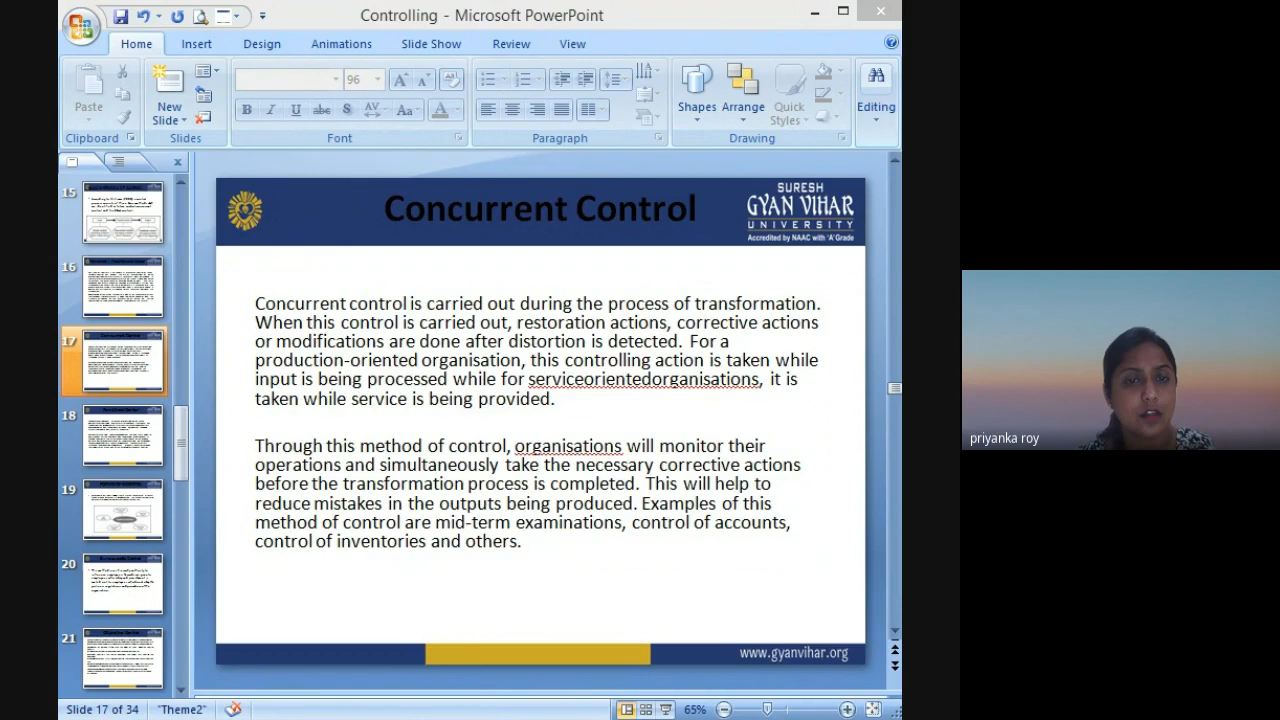 Controlling - Microsoft PowerPoint
Home Insert Design Animations Slide Show Review View
Paste
New
Slide
96
Shapes Arrange Quick
Styles
Editing
Clipboard Slides Font Paragraph Drawing
15
16
17
18
19
20
21
Concurrent Control
SURESH
GYAN VIHAR
UNIVERSITY
Accredited by NAAC with 'A' Grade
Concurrent control is carried out during the process of transformation.
When this control is carried out, restoration actions, corrective actions
or modifications are done after distortion is detected. For a
production-oriented organisation, this controlling action is taken while
input is being processed while for serviceorientedorganisations, it is
taken while service is being provided.
Through this method of control, organisations will monitor their
operations and simultaneously take the necessary corrective actions
before the transformation process is completed. This will help to
reduce mistakes in the outputs being produced. Examples of this
method of control are mid-term examinations, control of accounts,
control of inventories and others.
www.gyanvihar.org
Slide 17 of 34 "Theme2" 65%
priyanka roy